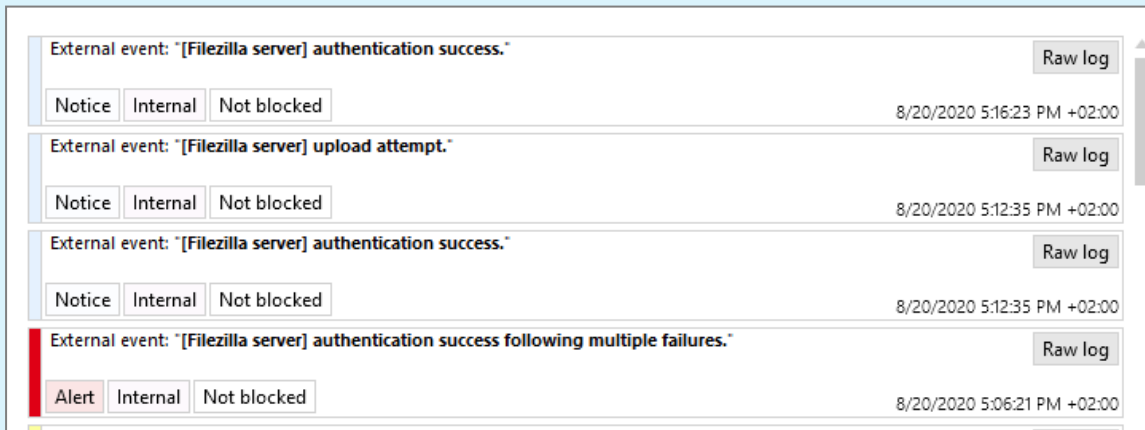 External event: "[Filezilla server] authentication success."
Raw log
Notice Internal Not blocked
8/20/2020 5:16:23 PM +02:00
External event: "[Filezilla server] upload attempt."
Raw log
Notice Internal Not blocked
8/20/2020 5:12:35 PM +02:00
External event: "[Filezilla server] authentication success."
Raw log
Notice Internal Not blocked
8/20/2020 5:12:35 PM +02:00
External event: "[Filezilla server] authentication success following multiple failures."
Raw log
Alert Internal Not blocked
8/20/2020 5:06:21 PM +02:00